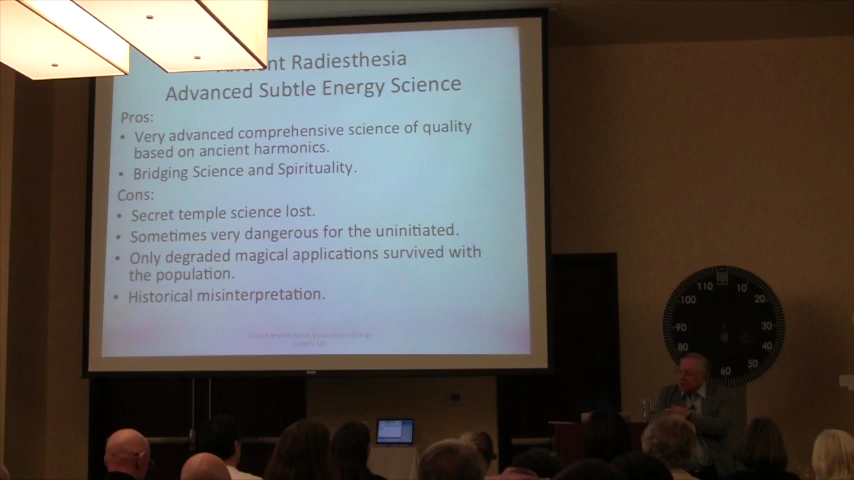 Ancient Radiesthesia
Advanced Subtle Energy Science
Pros:
• Very advanced comprehensive science of quality
based on ancient harmonics.
• Bridging Science and Spirituality.
Cons:
• Secret temple science lost.
• Sometimes very dangerous for the uninitiated.
• Only degraded magical applications survived with
the population.
• Historical misinterpretation.
110
10
100
20
90
30
80
40
60
50